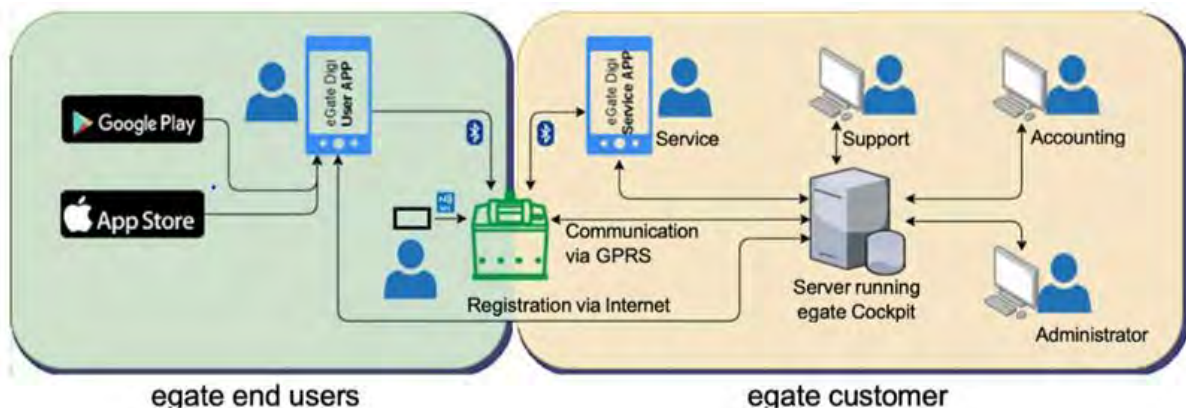 Google Play
App Store
eGate Digi
User APP
eGate Digi
Service APP
Service
Support
Accounting
Communication
via GPRS
Registration via Internet
Server running
egate Cockpit
Administrator
egate end users
egate customer